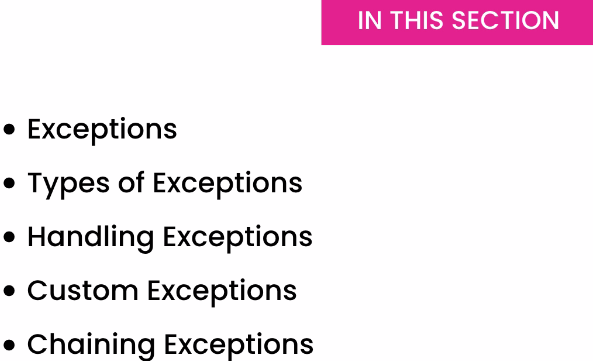 IN THIS SECTION
• Exceptions
• Types of Exceptions
• Handling Exceptions
• Custom Exceptions
• Chaining Exceptions